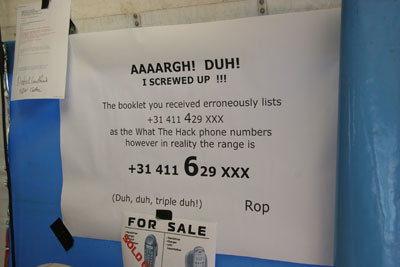 AAAARGH! DUH!
I SCREWED UP !!!
The booklet you received erroneously lists
+31 411 429 XXX
as the What The Hack phone numbers
however in reality the range is
+31 411 629 XXX
(Duh, duh, triple duh!) Rop
FOR SALE
SOLD